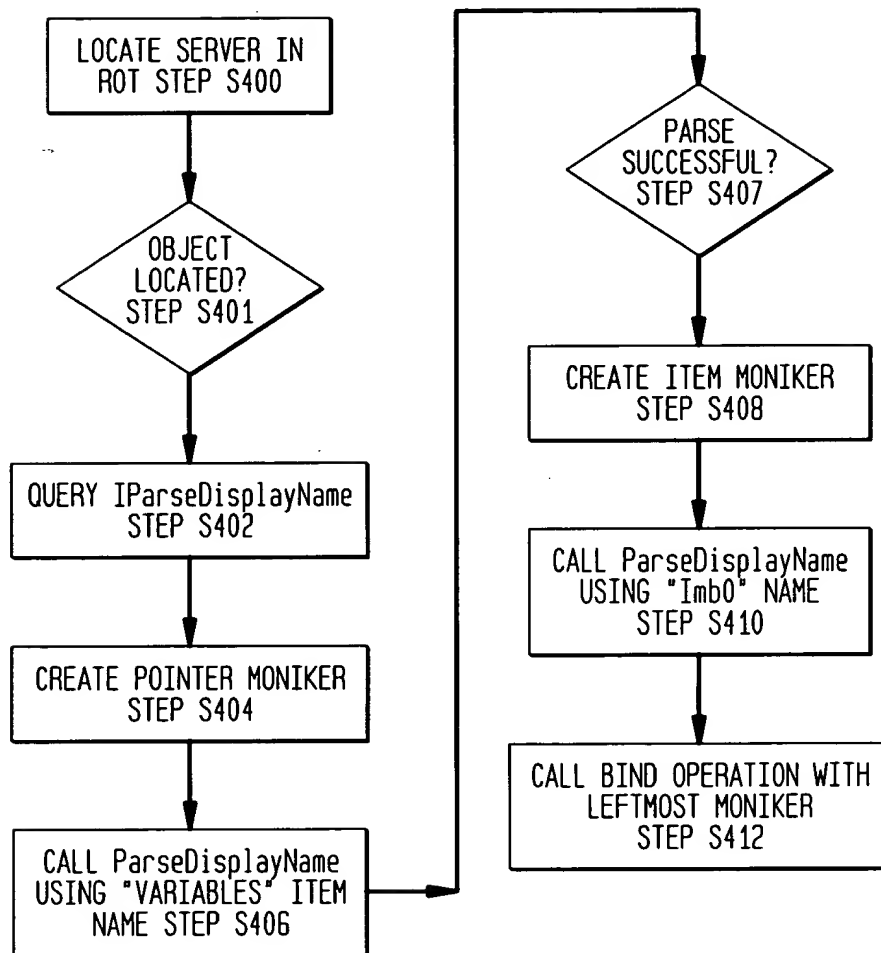 LOCATE SERVER IN
ROT STEP S400
OBJECT
LOCATED?
STEP S401
QUERY IParseDisplayName
STEP S402
CREATE POINTER MONIKER
STEP S404
CALL ParseDisplayName
USING "VARIABLES" ITEM
NAME STEP S406
PARSE
SUCCESSFUL?
STEP S407
CREATE ITEM MONIKER
STEP S408
CALL ParseDisplayName
USING "Imb0" NAME
STEP S410
CALL BIND OPERATION WITH
LEFTMOST MONIKER
STEP S412